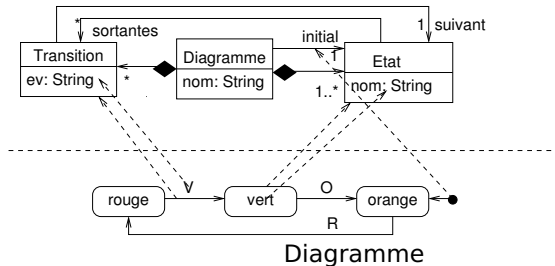 * sortantes initial 1 suivant
Transition Diagramme 1 Etat
ev: String * nom: String 1..* nom: String
V O
rouge vert orange
R
Diagramme